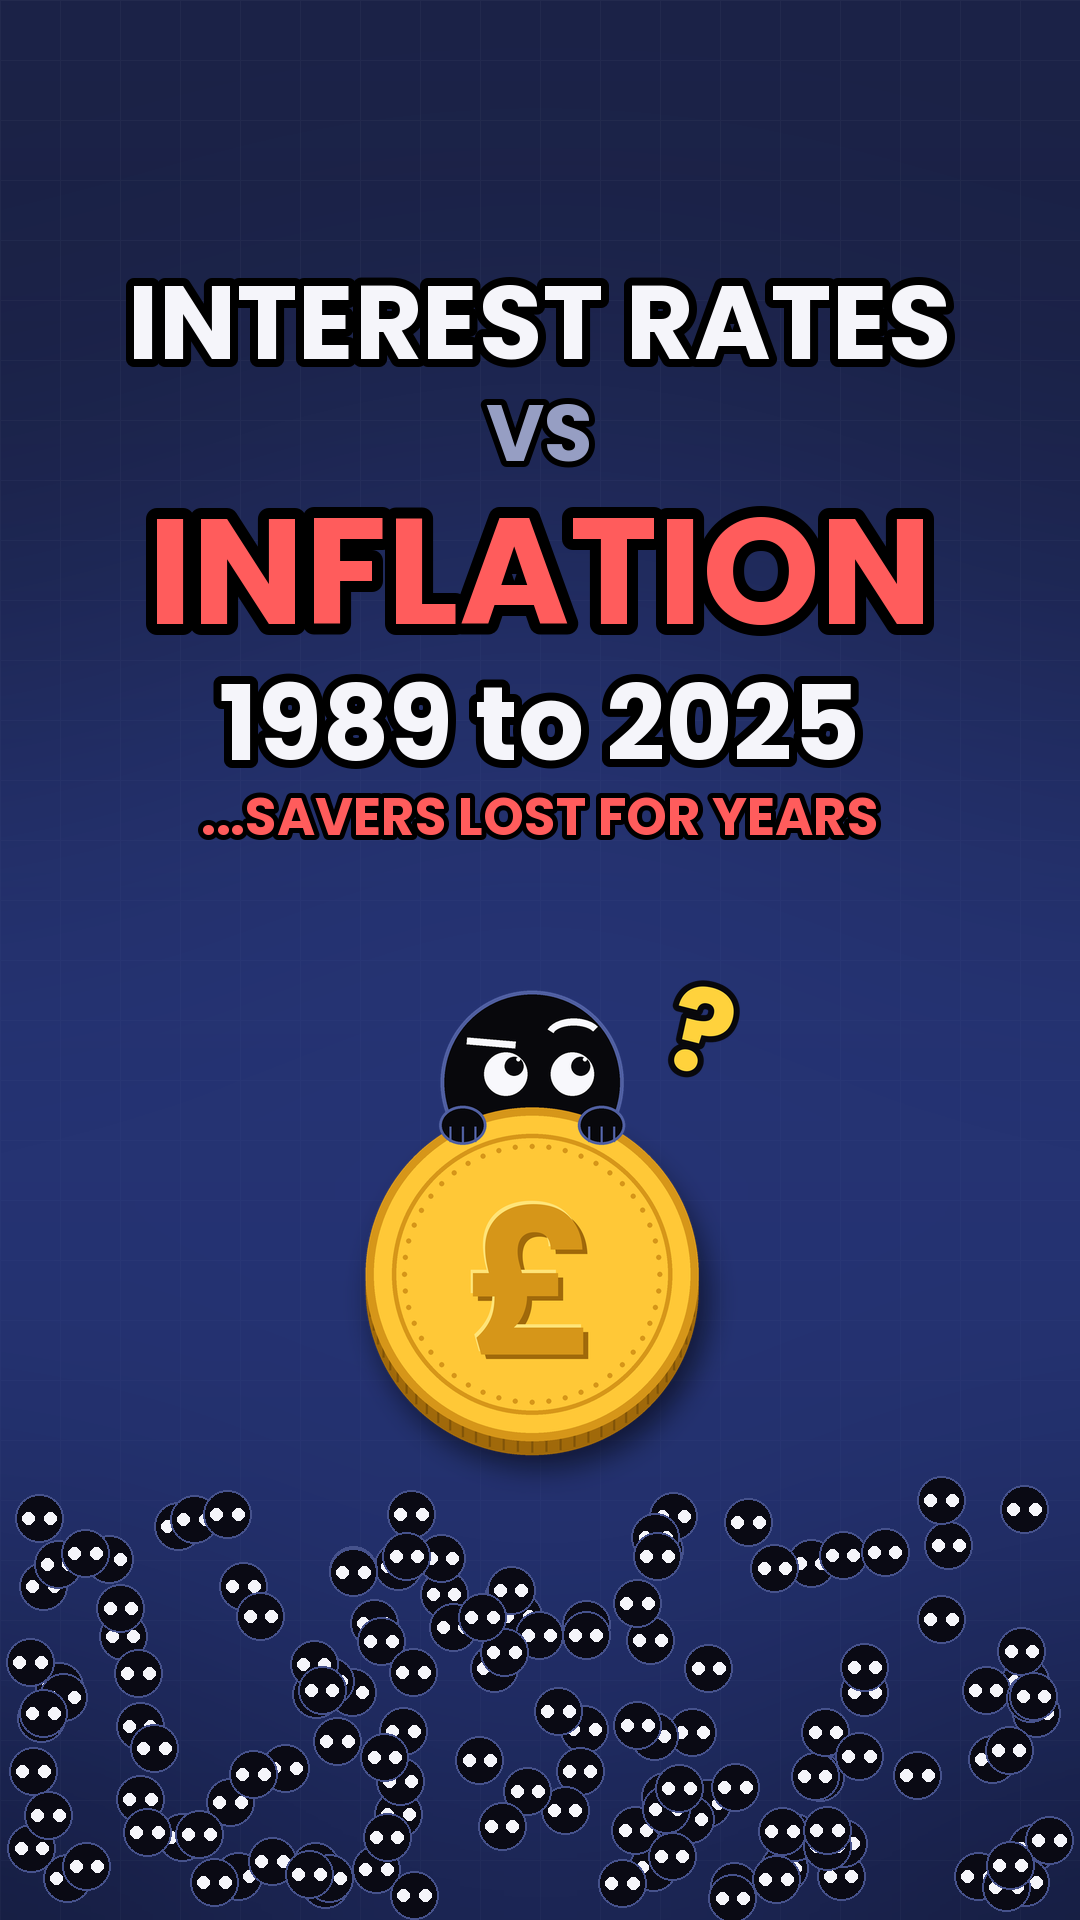 INTEREST RATES
VS
INFLATION
1989 to 2025
...SAVERS LOST FOR YEARS
?
£